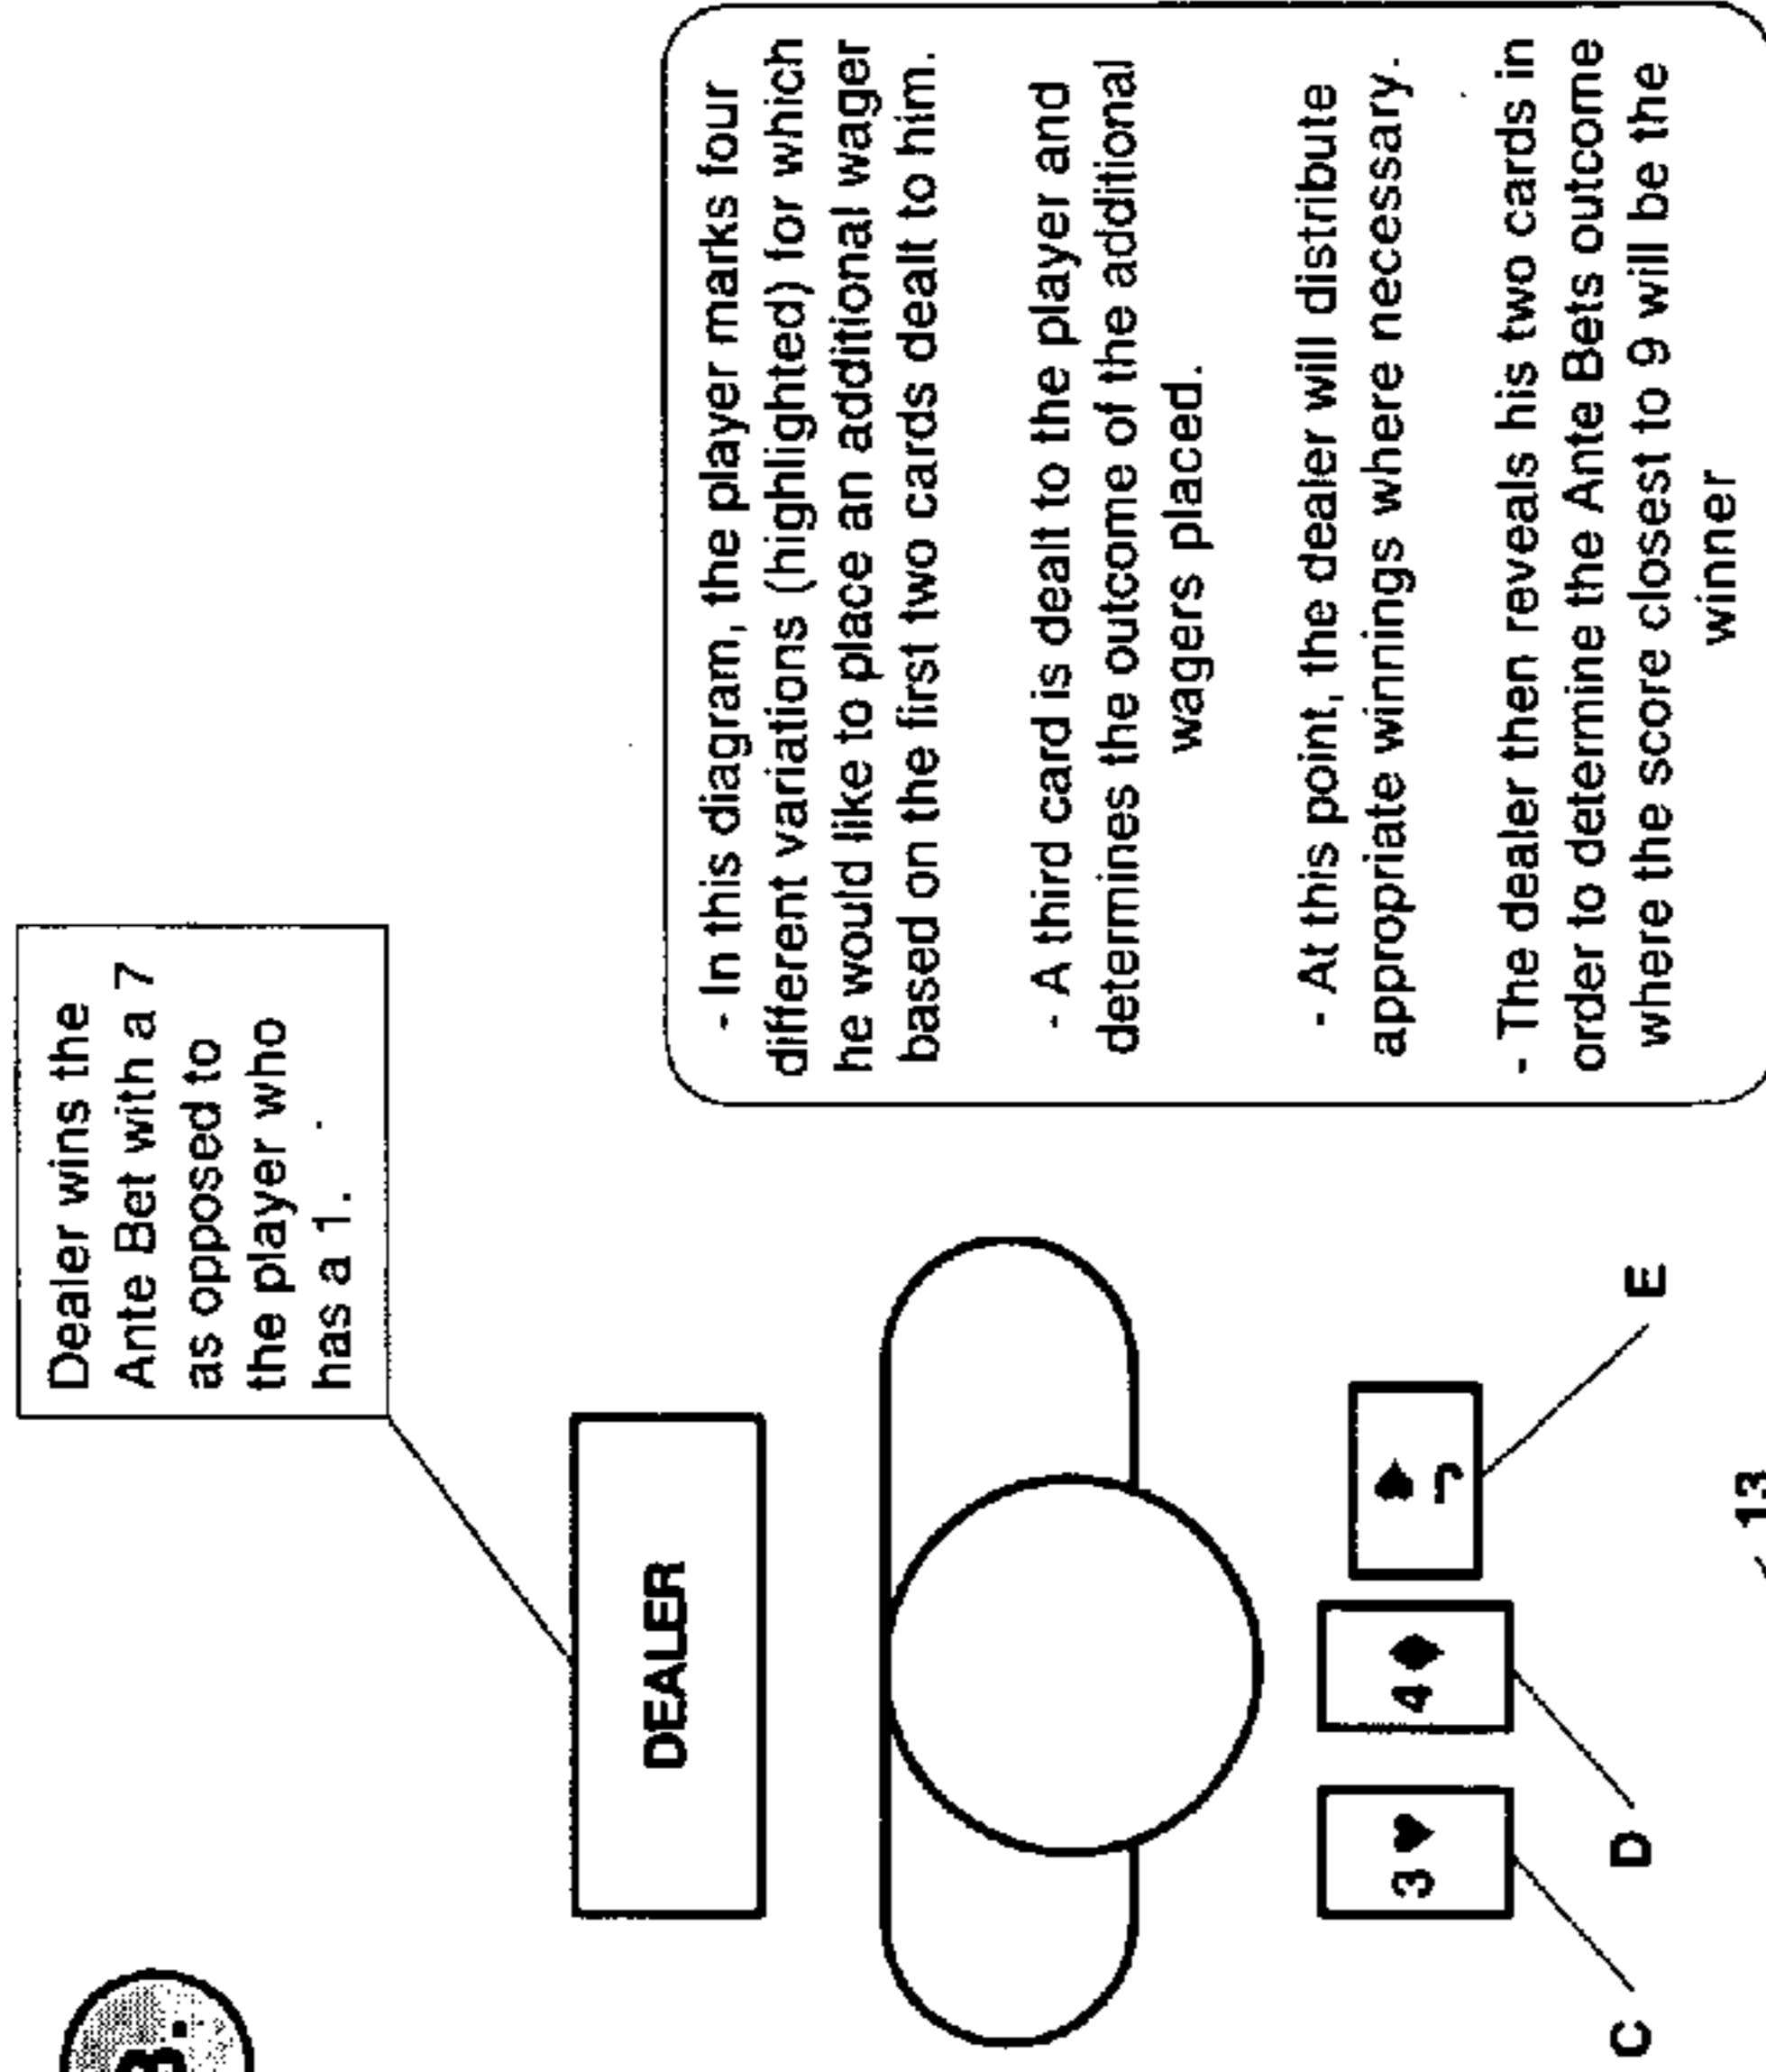 3.
Dealer wins the
Ante Bet with a 7
as opposed to
the player who
has a 1.
DEALER
3
4
J
C
D
E
13
- In this diagram, the player marks four
different variations (highlighted) for which
he would like to place an additional wager
based on the first two cards dealt to him.
- A third card is dealt to the player and
determines the outcome of the additional
wagers placed.
- At this point, the dealer will distribute
appropriate winnings where necessary.
- The dealer then reveals his two cards in
order to determine the Ante Bets outcome
where the score closest to 9 will be the
winner